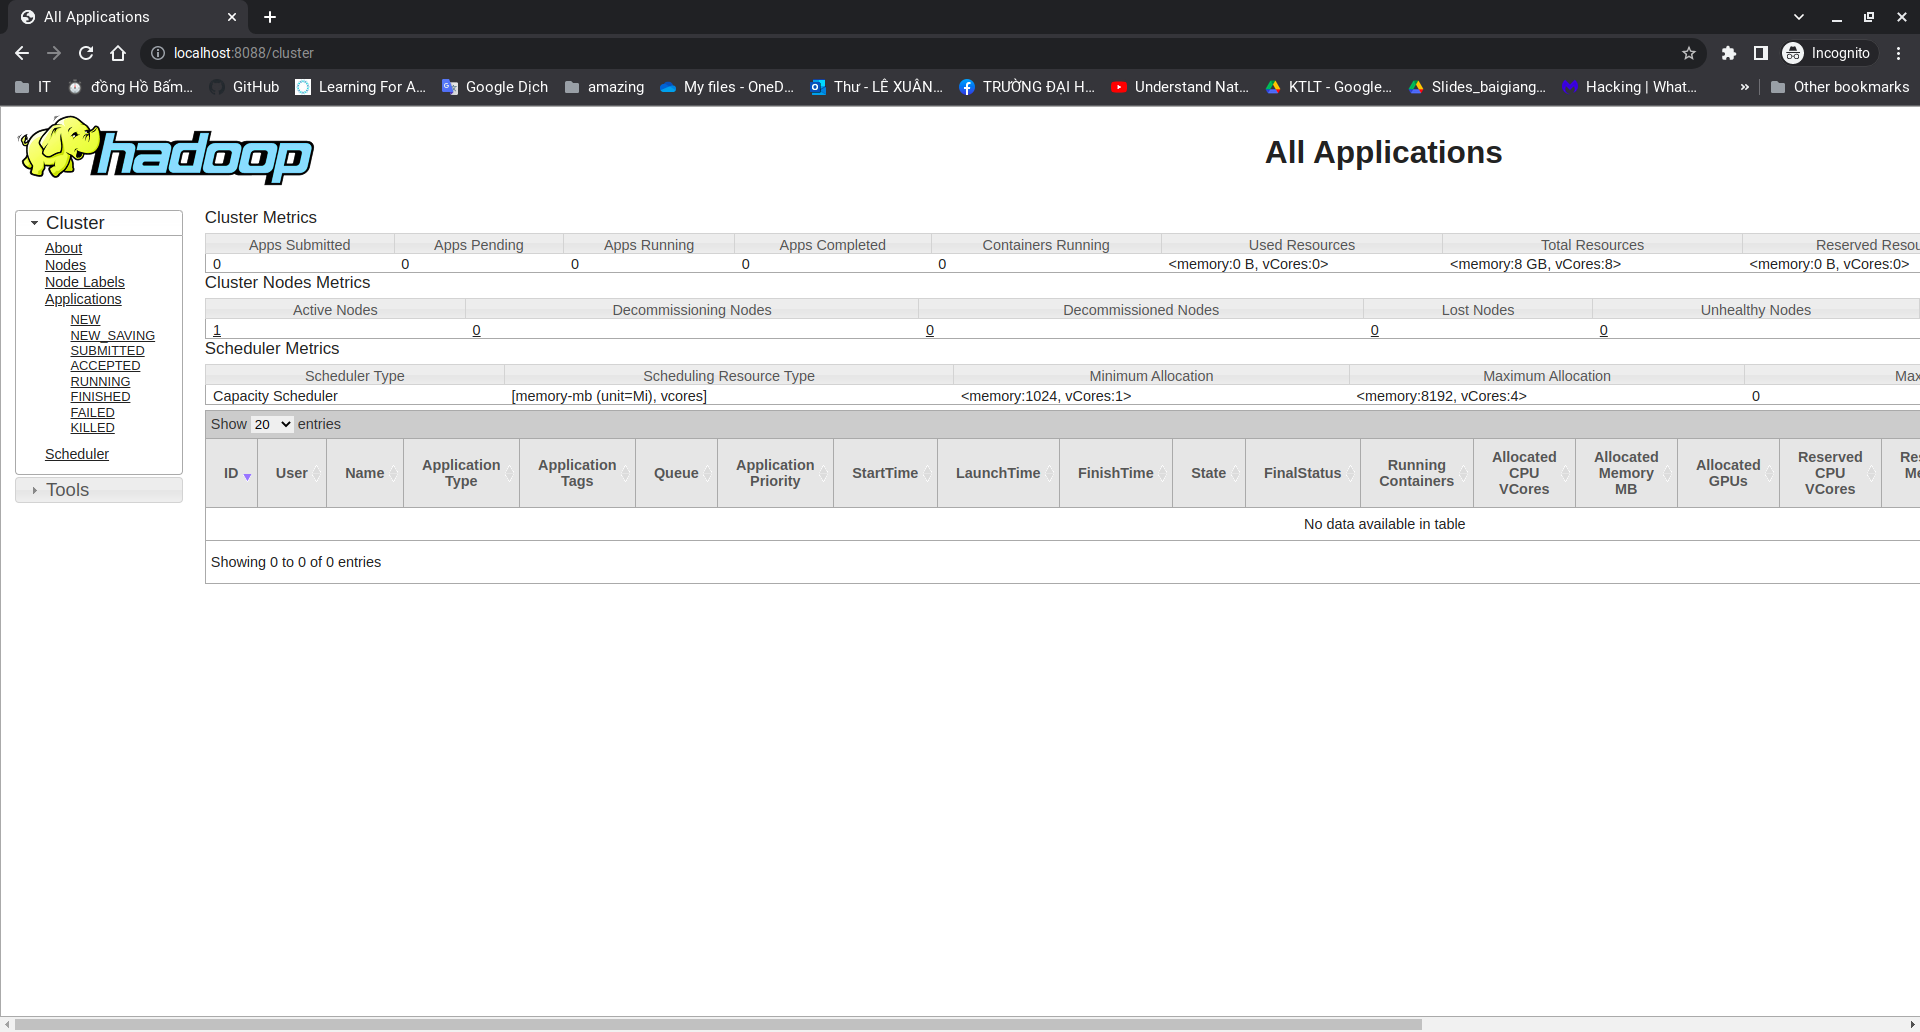 All Applications
localhost:8088/cluster
Incognito
IT đồng Hồ Bấm... GitHub Learning For A... Google Dịch amazing My files - OneD... Thư - LÊ XUÂN... TRƯỜNG ĐẠI H... Understand Nat... KTLT - Google... Slides_baigiang... Hacking | What... » Other bookmarks
hadoop
All Applications
Cluster
About
Nodes
Node Labels
Applications
NEW
NEW_SAVING
SUBMITTED
ACCEPTED
RUNNING
FINISHED
FAILED
KILLED
Scheduler
Tools
Cluster Metrics
Apps Submitted Apps Pending Apps Running Apps Completed Containers Running Used Resources Total Resources Reserved Resou
0 0 0 0 0 <memory:0 B, vCores:0> <memory:8 GB, vCores:8> <memory:0 B, vCores:0>
Cluster Nodes Metrics
Active Nodes Decommissioning Nodes Decommissioned Nodes Lost Nodes Unhealthy Nodes
1 0 0 0 0
Scheduler Metrics
Scheduler Type Scheduling Resource Type Minimum Allocation Maximum Allocation Max
Capacity Scheduler [memory-mb (unit=Mi), vcores] <memory:1024, vCores:1> <memory:8192, vCores:4> 0
Show 20 entries
ID User Name Application Type Application Tags Queue Application Priority StartTime LaunchTime FinishTime State FinalStatus Running Containers Allocated CPU VCores Allocated Memory MB Allocated GPUs Reserved CPU VCores Res Me
No data available in table
Showing 0 to 0 of 0 entries